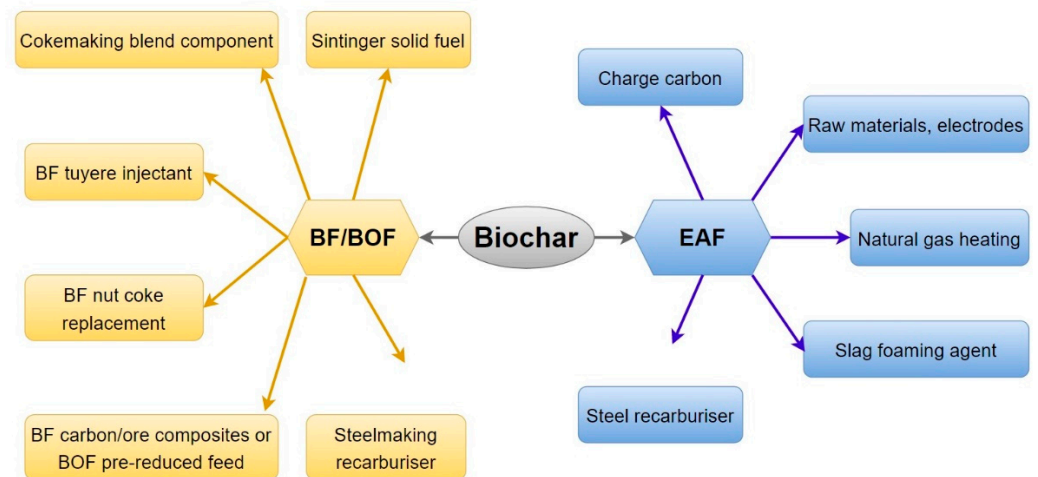 Cokemaking blend component
Sintinger solid fuel
Charge carbon
Raw materials, electrodes
BF tuyere injectant
BF/BOF
Biochar
EAF
Natural gas heating
BF nut coke
replacement
Slag foaming agent
Steel recarburiser
BF carbon/ore composites or
BOF pre-reduced feed
Steelmaking
recarburiser